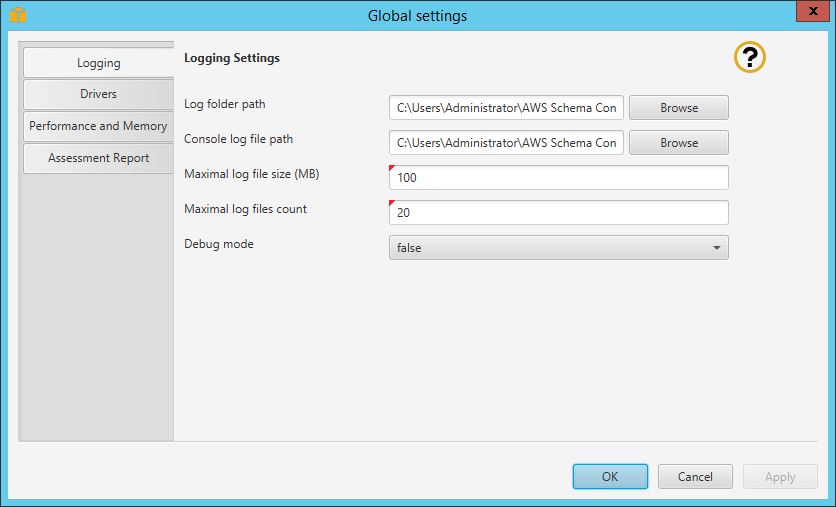 Global settings
x
Logging
Drivers
Performance and Memory
Assessment Report
Logging Settings
?
Log folder path
C:\Users\Administrator\AWS Schema Con
Browse
Console log file path
C:\Users\Administrator\AWS Schema Con
Browse
Maximal log file size (MB)
100
Maximal log files count
20
Debug mode
false
OK
Cancel
Apply